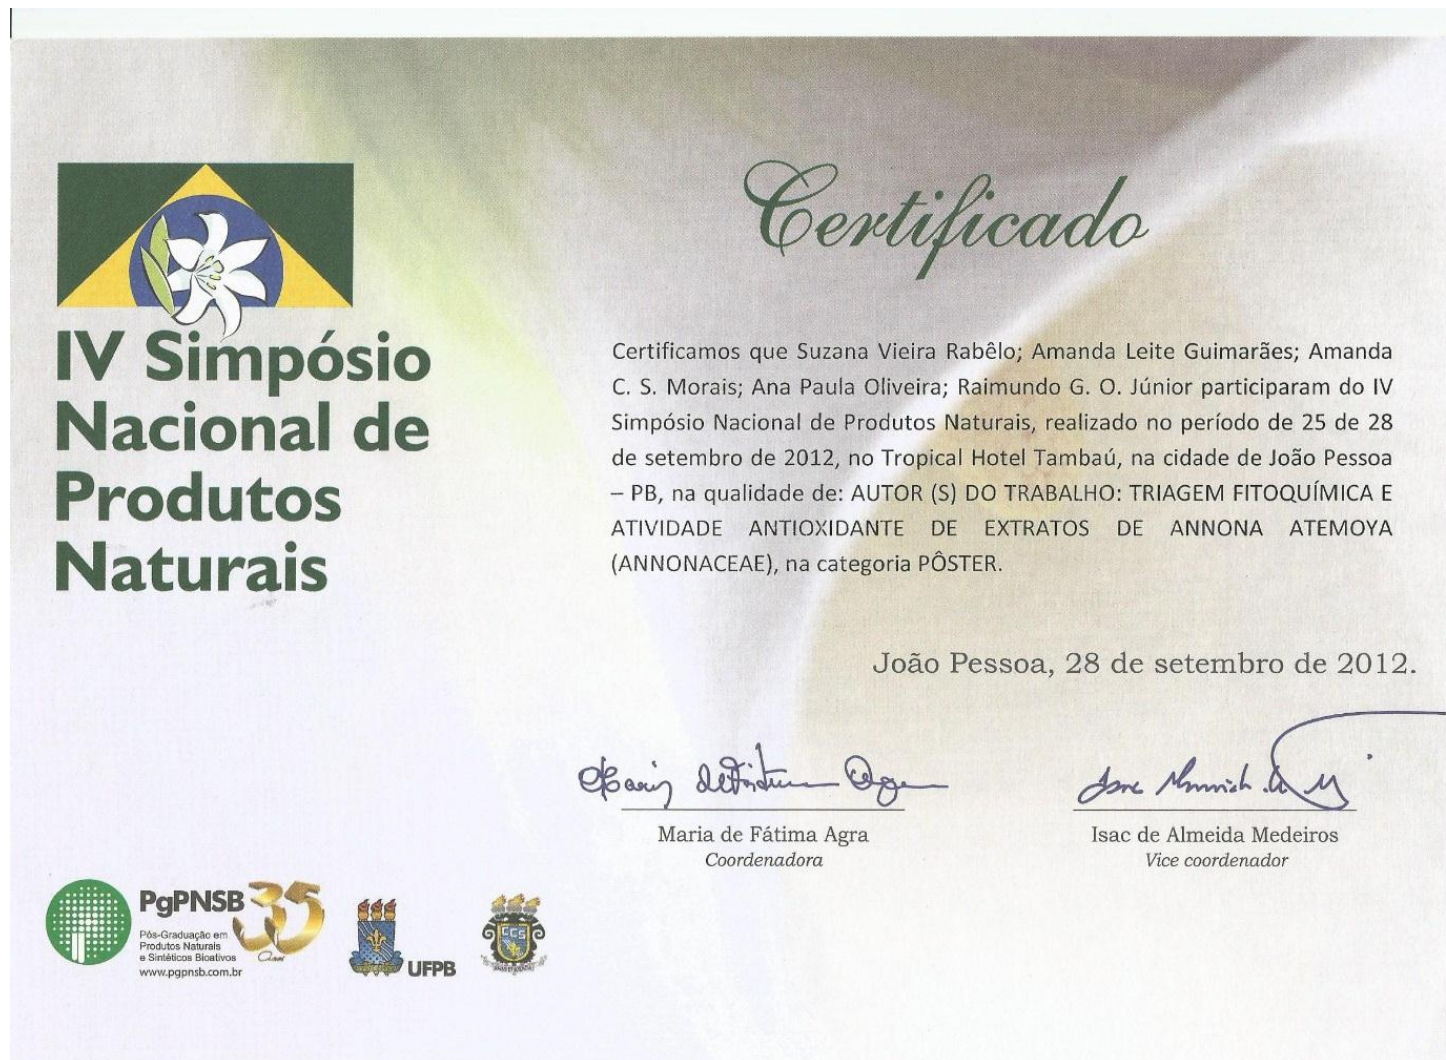 Certificado
IV Simpósio
Nacional de
Produtos
Naturais
Certificamos que Suzana Vieira Rabêlo; Amanda Leite Guimarães; Amanda
C. S. Morais; Ana Paula Oliveira; Raimundo G. O. Júnior participaram do IV
Simpósio Nacional de Produtos Naturais, realizado no período de 25 de 28
de setembro de 2012, no Tropical Hotel Tambaú, na cidade de João Pessoa
– PB, na qualidade de: AUTOR (S) DO TRABALHO: TRIAGEM FITOQUÍMICA E
ATIVIDADE ANTIOXIDANTE DE EXTRATOS DE ANNONA ATEMOYA
(ANNONACEAE), na categoria PÔSTER.
João Pessoa, 28 de setembro de 2012.
Maria de Fátima Agra
Coordenadora
Isac de Almeida Medeiros
Vice coordenador
PgPNSB
35
Pós-Graduação em
Produtos Naturais
e Sintéticos Bioativos
www.pgpnsb.com.br
Anos
UFPB
CCS